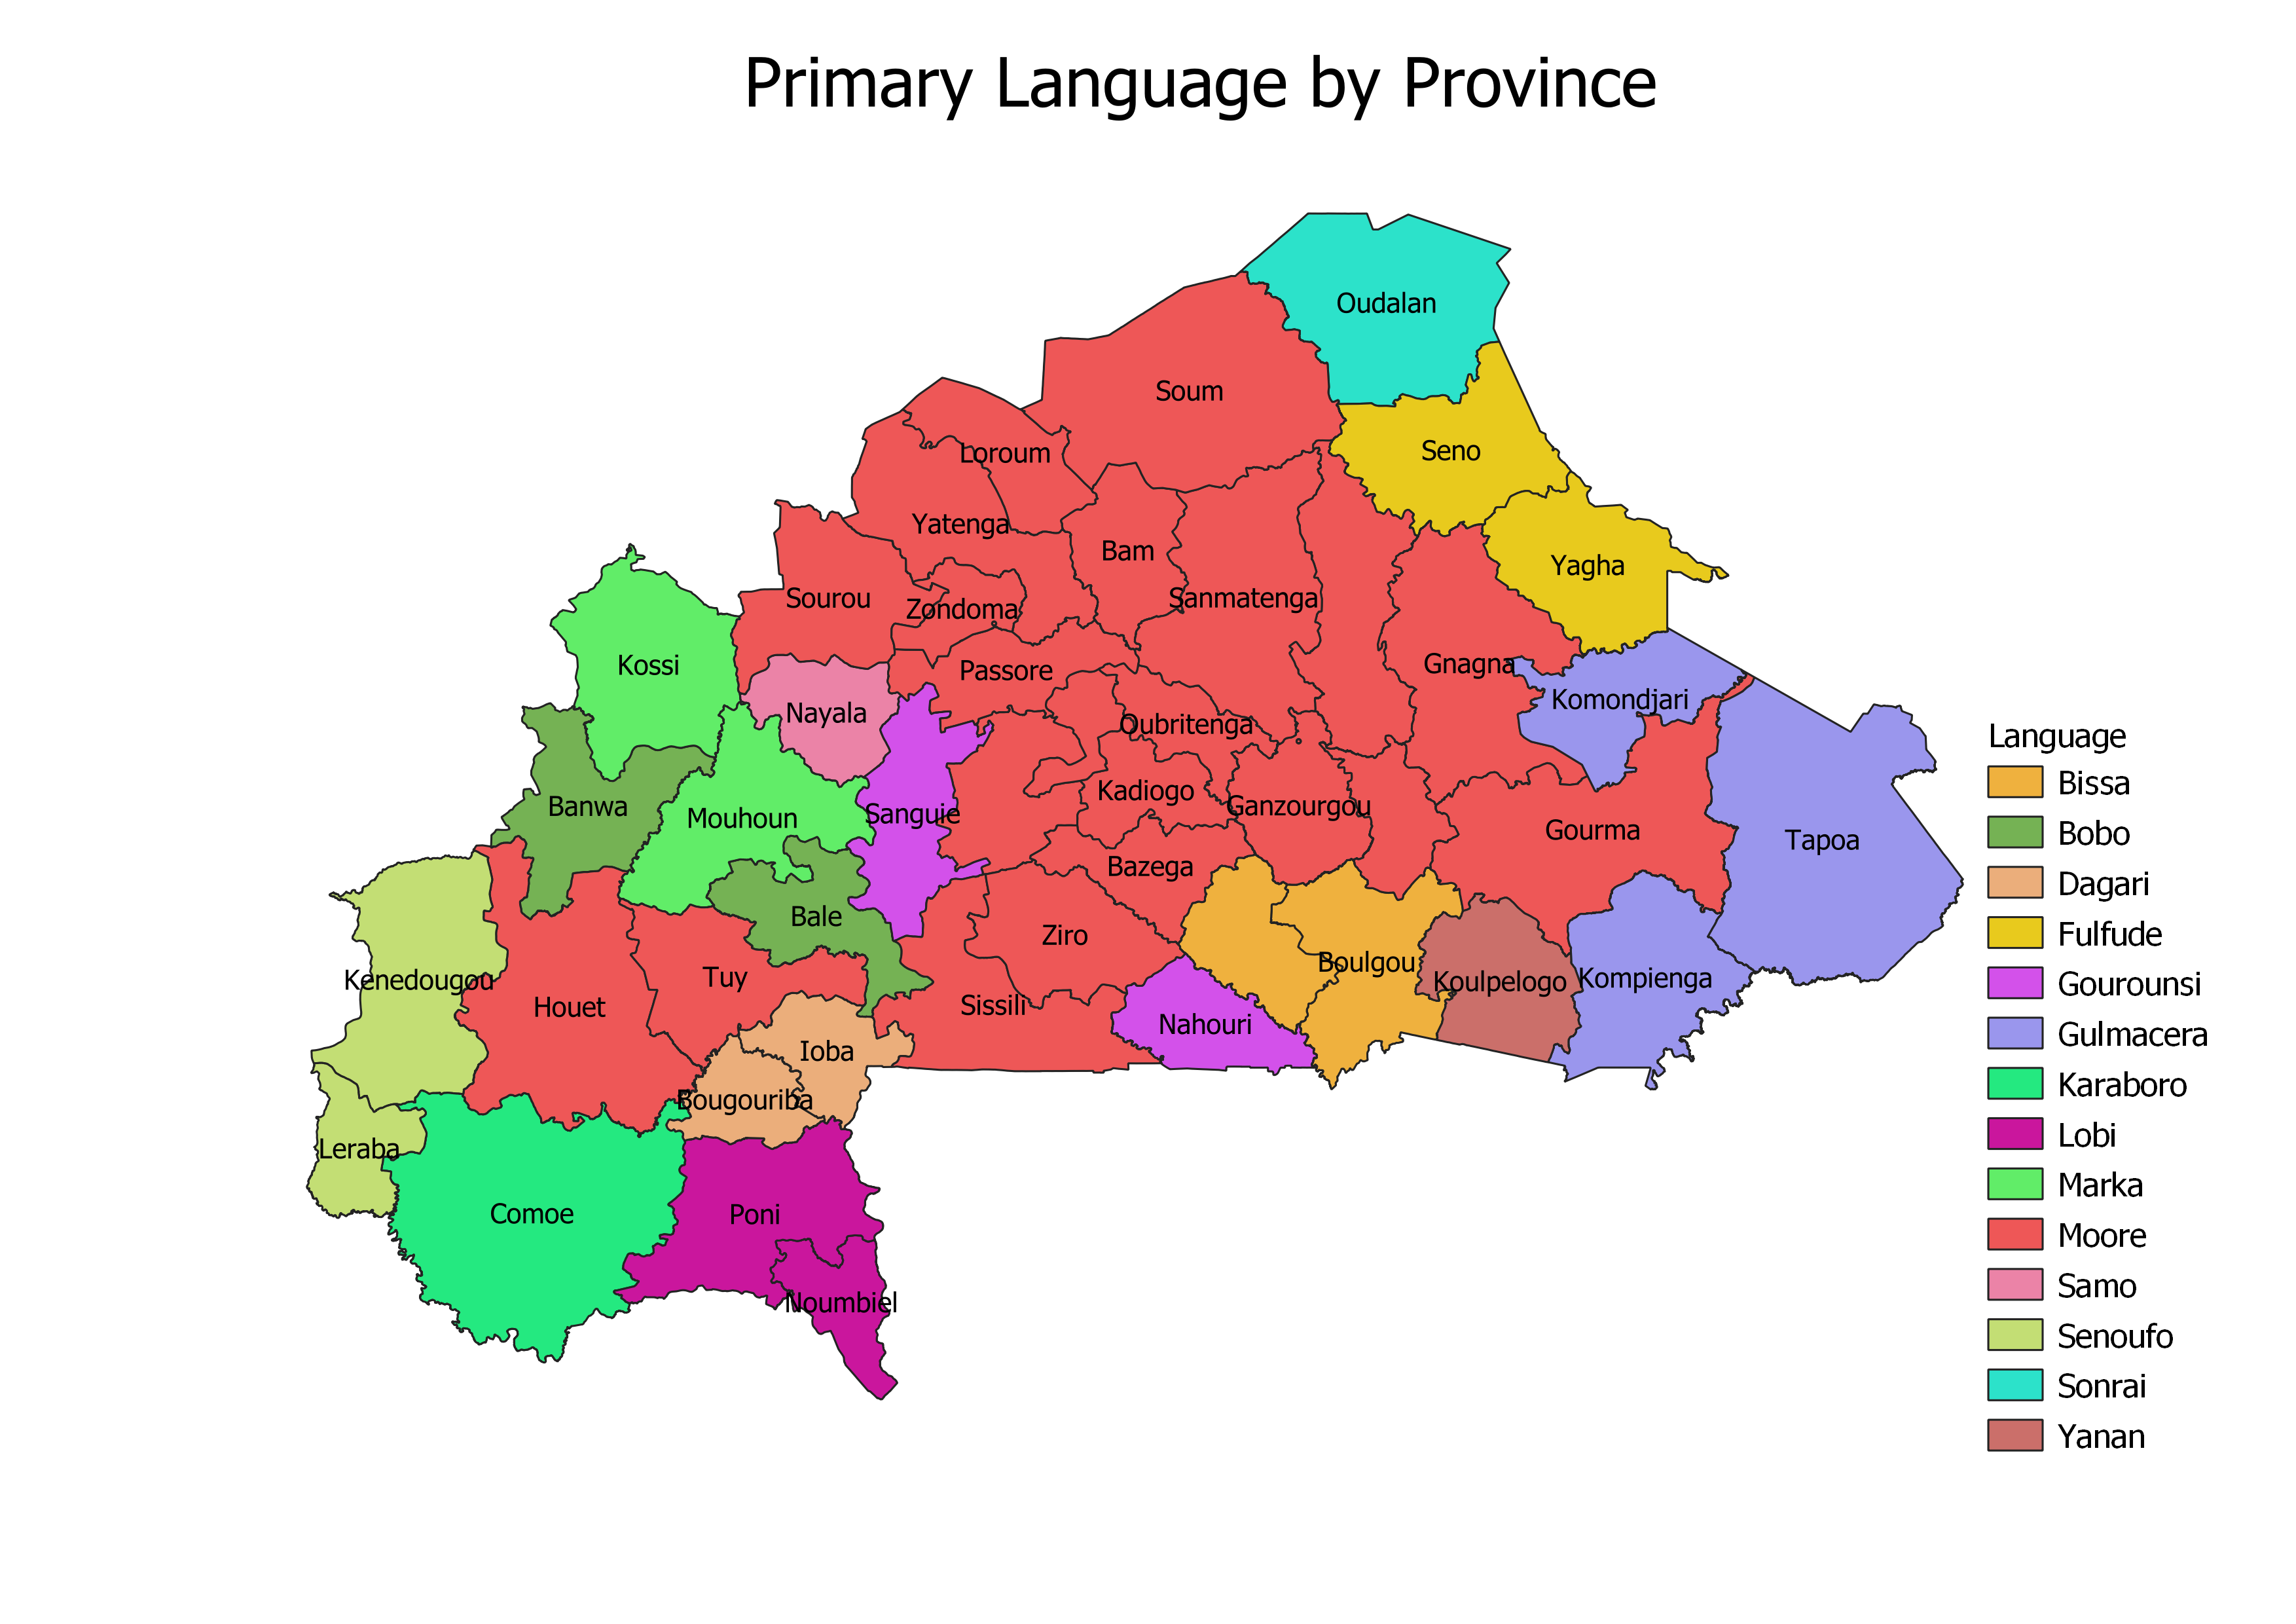 Primary Language by Province
Oudalan
Soum
Seno
Loroum
Yatenga
Bam
Yagha
Sourou
Zondoma
Sanmatenga
Kossi
Passore
Gnagna
Komondjari
Nayala
Oubritenga
Language
Bissa
Banwa
Mouhoun
Sanguie
Kadiogo
Ganzourgou
Gourma
Tapoa
Bobo
Bazega
Dagari
Bale
Ziro
Fulfude
Kenedougou
Tuy
Boulgou
Koulpelogo
Kompienga
Gourounsi
Houet
Sissili
Nahouri
Gulmacera
Ioba
Bougouriba
Karaboro
Leraba
Lobi
Comoe
Poni
Marka
Moore
Noumbiel
Samo
Senoufo
Sonrai
Yanan